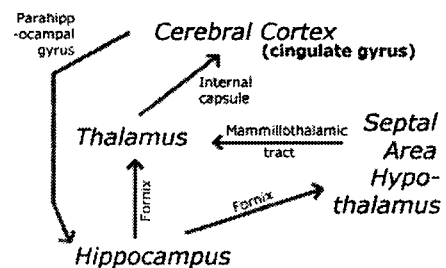 Parahipp
-ocampal
gyrus
Cerebral Cortex
(cingulate gyrus)
Internal
capsule
Thalamus
Mammillothalamic
tract
Septal
Area
Hypo-
thalamus
Fornix
Fornix
Hippocampus